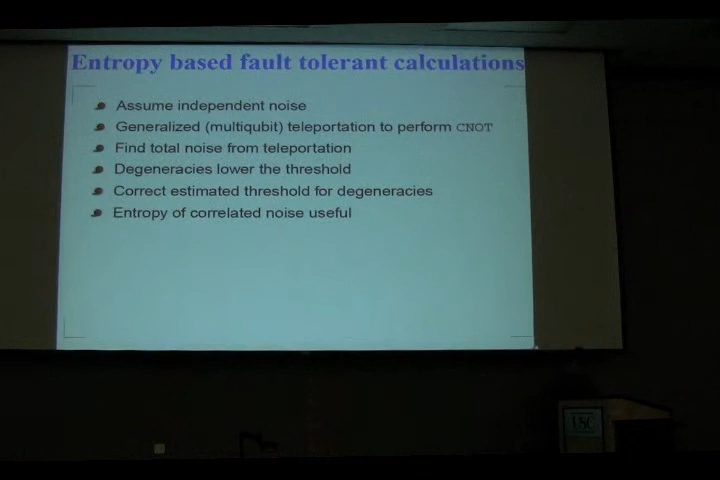 Entropy based fault tolerant calculations
Assume independent noise
Generalized (multiqubit) teleportation to perform CNOT
Find total noise from teleportation
Degeneracies lower the threshold
Correct estimated threshold for degeneracies
Entropy of correlated noise useful
USC